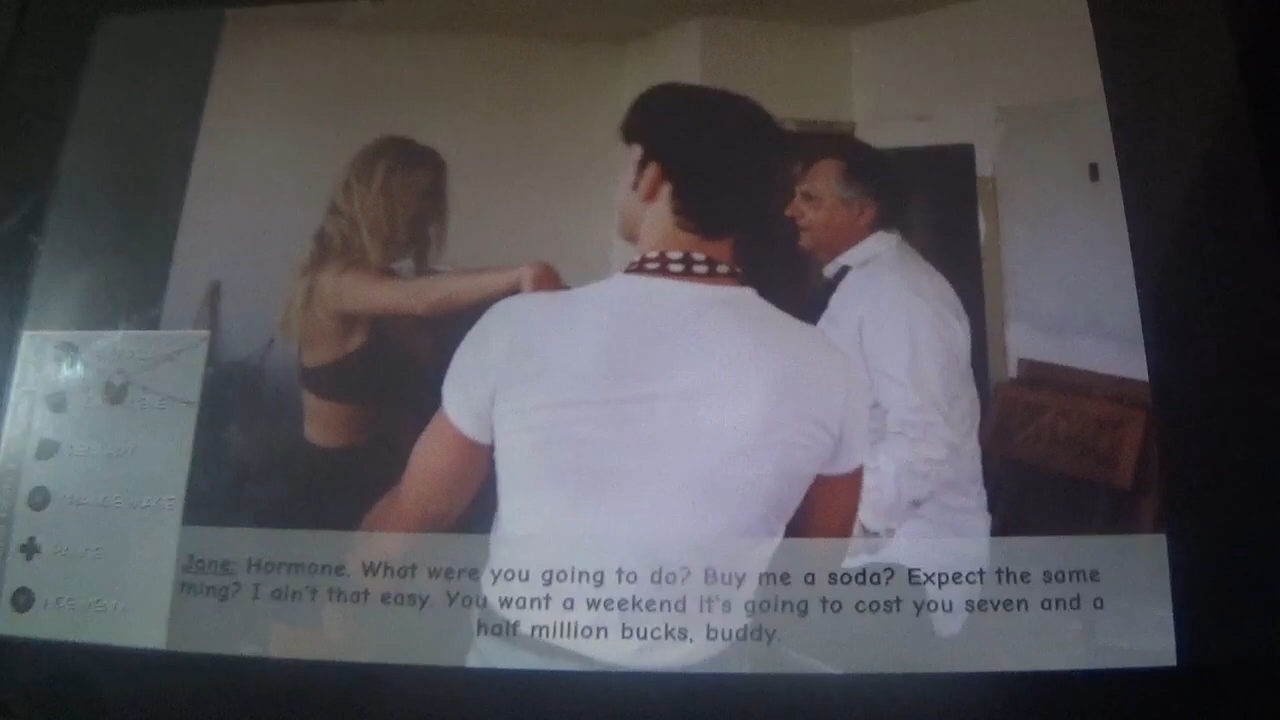 PAUSE
Jane: Hormone. What were you going to do? Buy me a soda? Expect the same
thing? I ain't that easy. You want a weekend it's going to cost you seven and a
half million bucks, buddy.